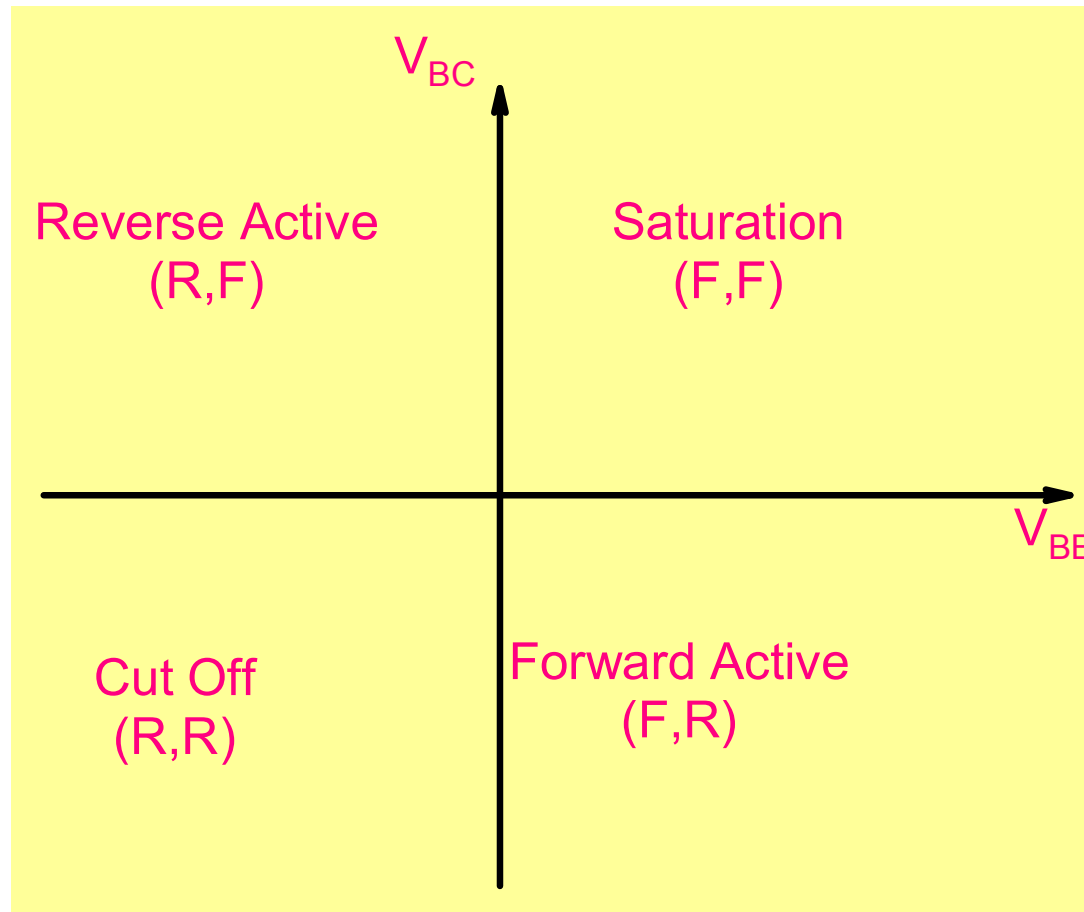 V_BC
Reverse Active
(R,F)
Saturation
(F,F)
V_BE
Cut Off
(R,R)
Forward Active
(F,R)